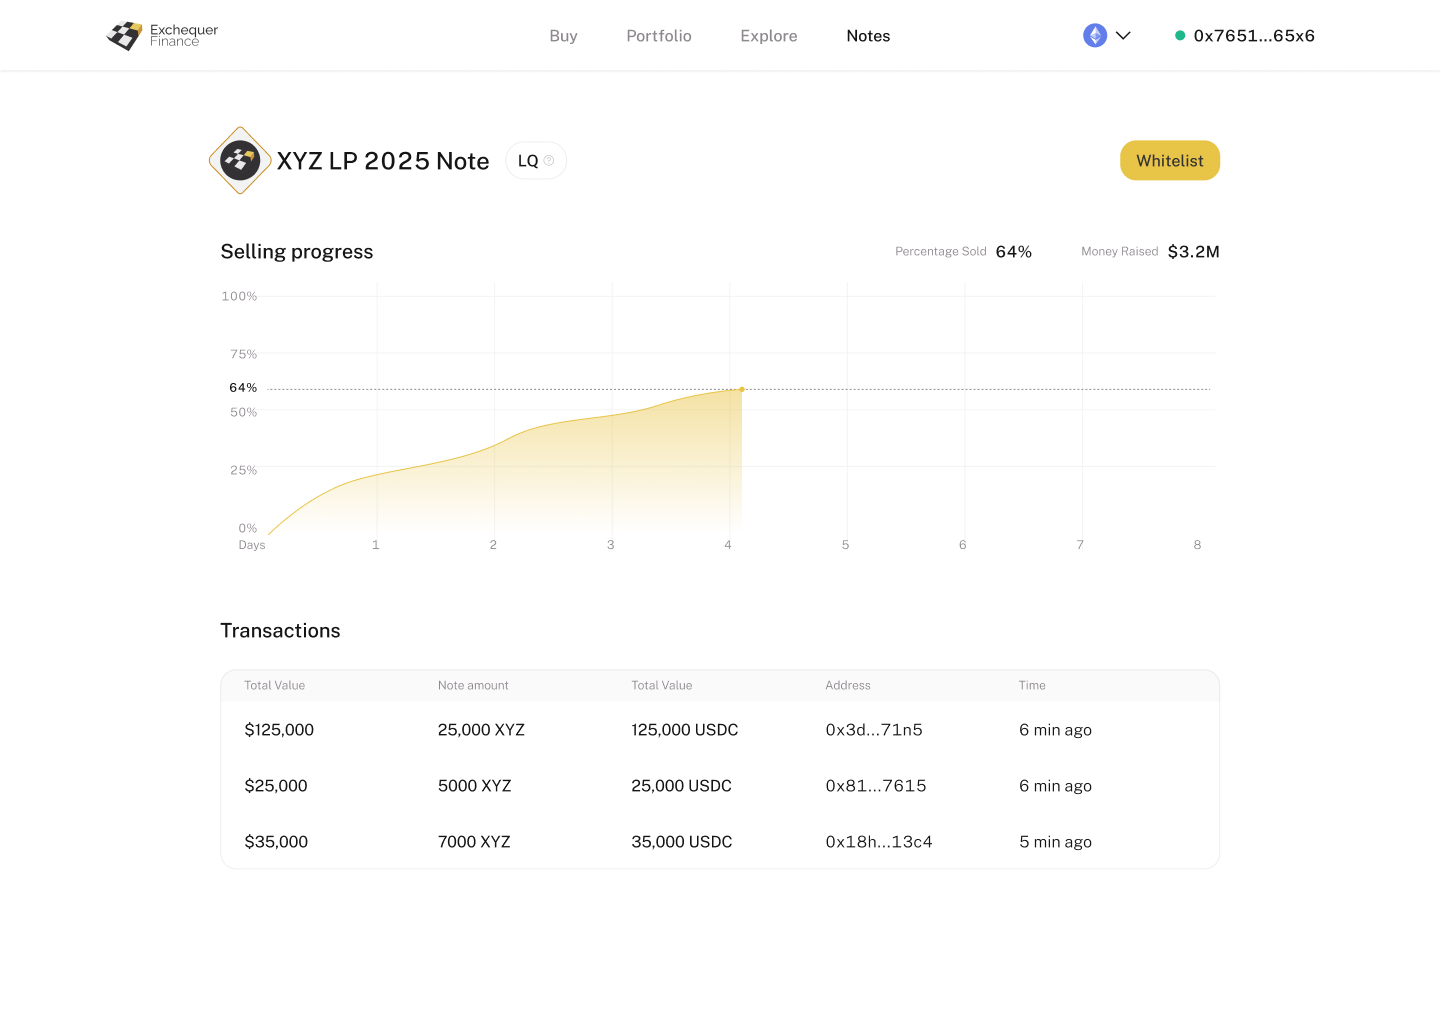 Exchequer
Finance
Buy Portfolio Explore Notes
0x7651...65x6
XYZ LP 2025 Note
LQ ?
Whitelist
Selling progress
Percentage Sold 64% Money Raised $3.2M
100%
75%
64%
50%
25%
0%
Days 1 2 3 4 5 6 7 8
Transactions
Total Value Note amount Total Value Address Time
$125,000 25,000 XYZ 125,000 USDC 0x3d...71n5 6 min ago
$25,000 5000 XYZ 25,000 USDC 0x81...7615 6 min ago
$35,000 7000 XYZ 35,000 USDC 0x18h...13c4 5 min ago